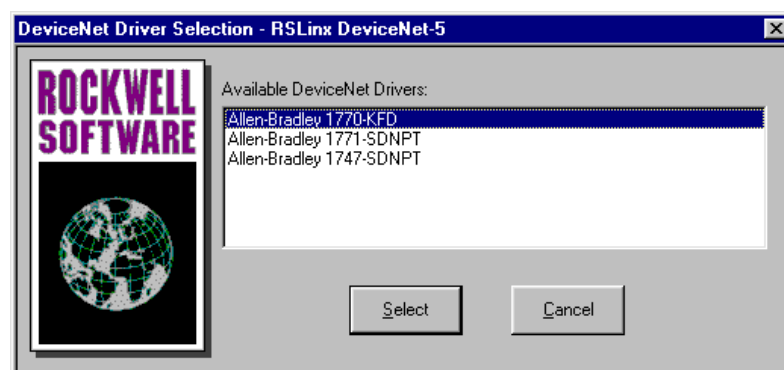 DeviceNet Driver Selection - RSLinx DeviceNet-5
ROCKWELL
SOFTWARE
Available DeviceNet Drivers:
Allen-Bradley 1770-KFD
Allen-Bradley 1771-SDNPT
Allen-Bradley 1747-SDNPT
Select
Cancel